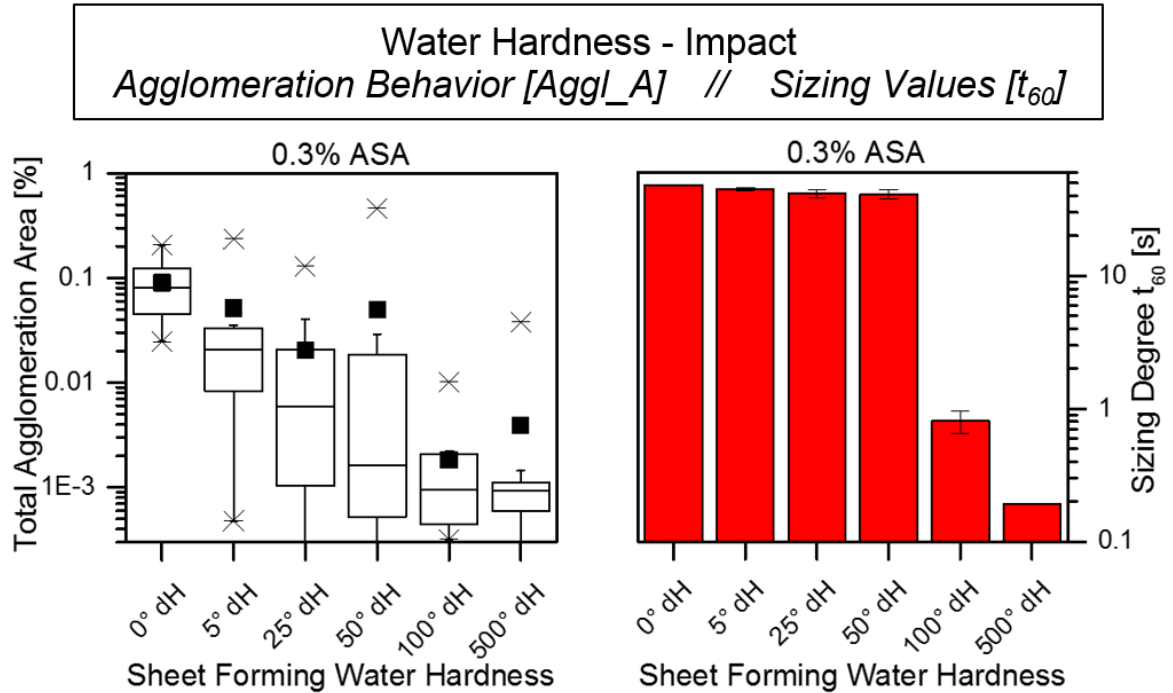 Water Hardness - Impact
Agglomeration Behavior [Aggl_A] // Sizing Values [t60]
0.3% ASA
Total Agglomeration Area [%]
1
0.1
0.01
1E-3
0° dH
5° dH
25° dH
50° dH
100° dH
500° dH
Sheet Forming Water Hardness
0.3% ASA
Sizing Degree t60 [s]
10
1
0.1
0° dH
5° dH
25° dH
50° dH
100° dH
500° dH
Sheet Forming Water Hardness